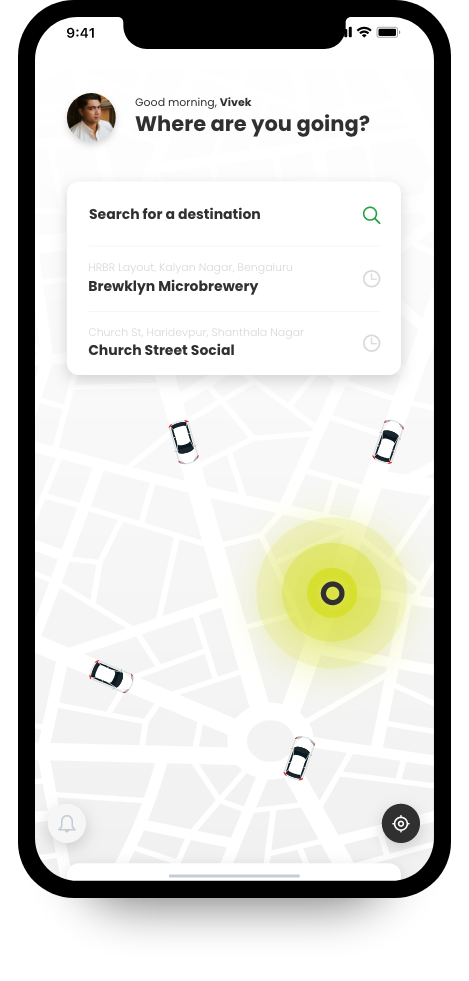 9:41
Good morning, Vivek
Where are you going?
Search for a destination
HRBR Layout, Kalyan Nagar, Bengaluru
Brewklyn Microbrewery
Church St, Haridevpur, Shanthala Nagar
Church Street Social